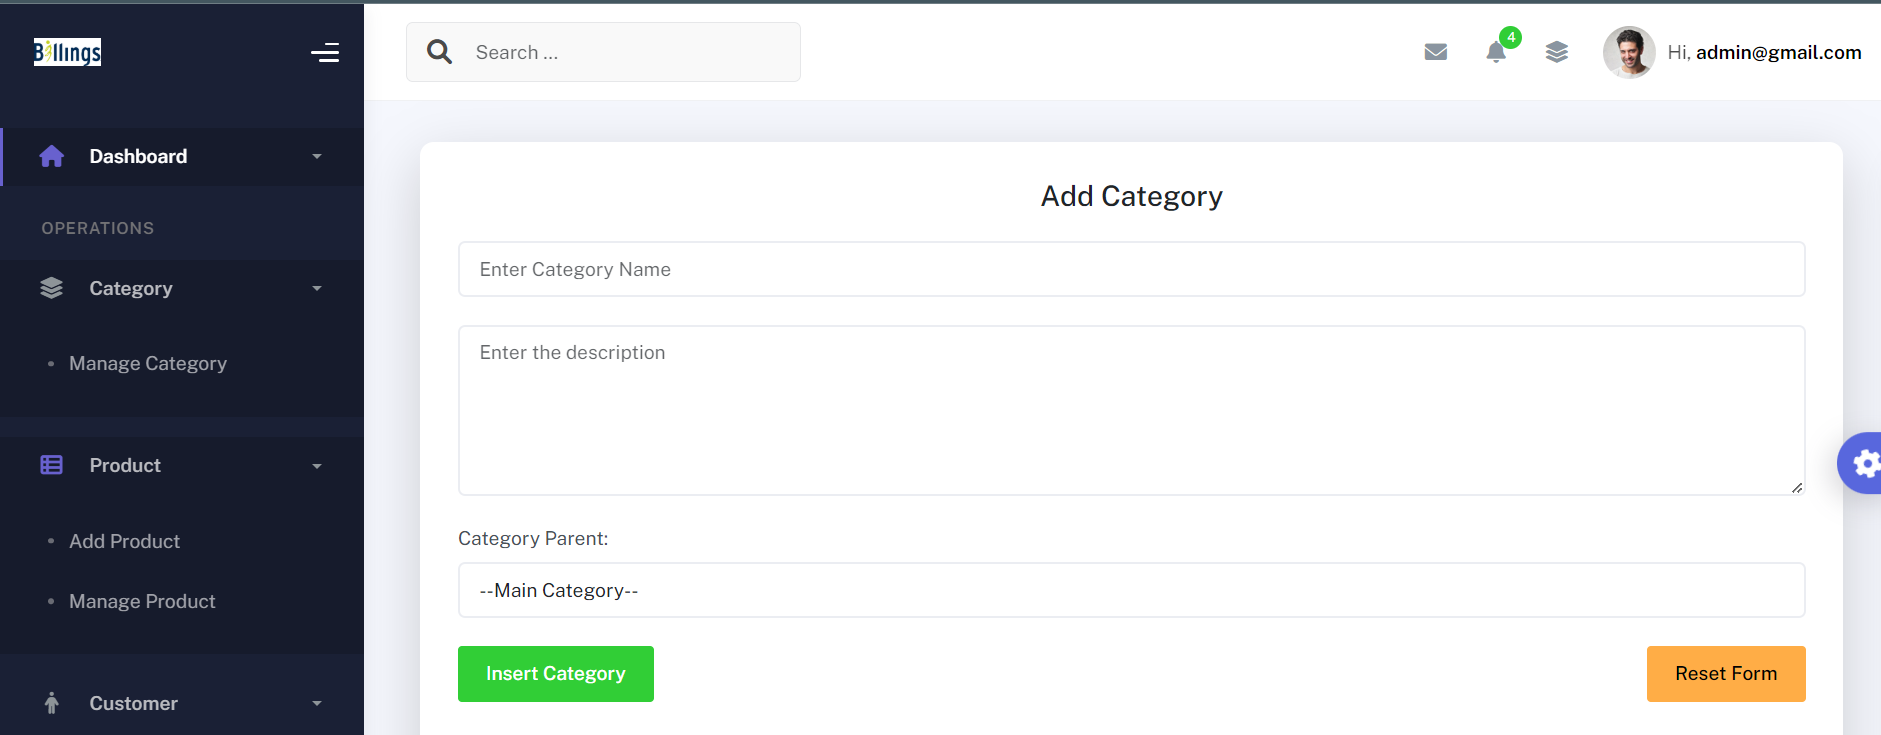 Billings
Search ...
4
Hi, admin@gmail.com
Dashboard
OPERATIONS
Category
Manage Category
Product
Add Product
Manage Product
Customer
Add Category
Enter Category Name
Enter the description
Category Parent:
--Main Category--
Insert Category
Reset Form